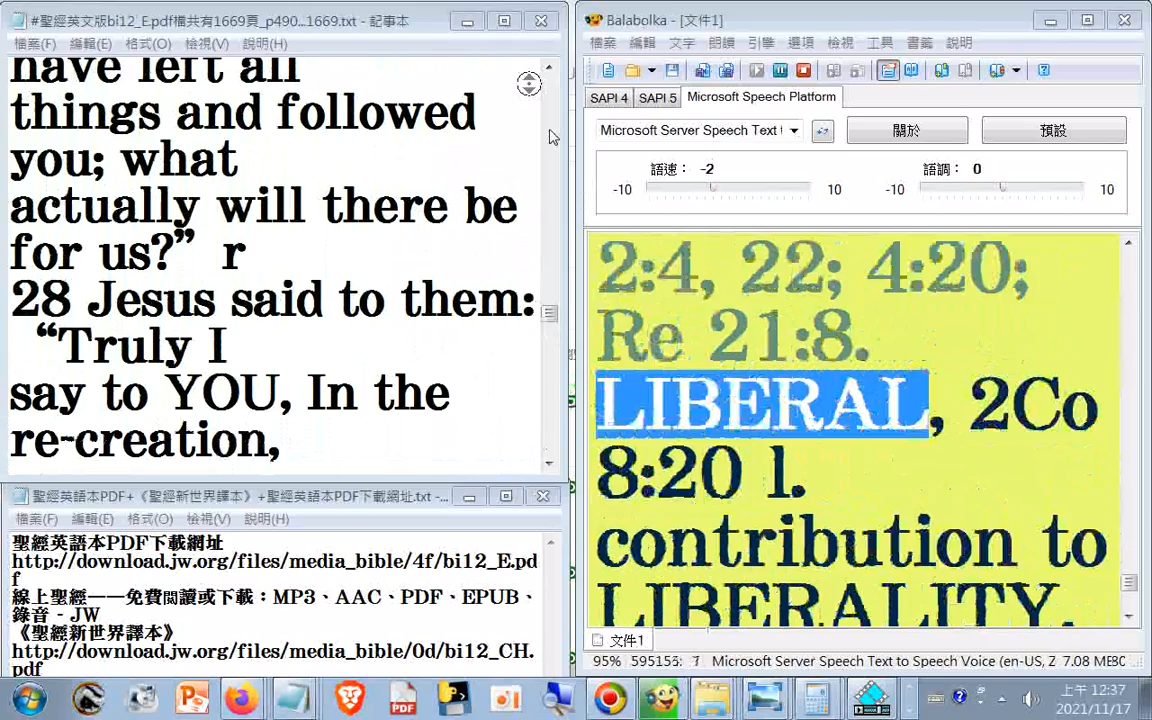 #聖經英文版bi12_E.pdf檔共有1669頁_p490...1669.txt - 記事本
檔案(F) 編輯(E) 格式(O) 檢視(V) 說明(H)
have left all
things and followed
you; what
actually will there be
for us?” r
28 Jesus said to them:
“Truly I
say to YOU, In the
re-creation,
聖經英語本PDF+《聖經新世界譯本》+聖經英語本PDF下載網址.txt -...
檔案(F) 編輯(E) 格式(O) 檢視(V) 說明(H)
聖經英語本PDF下載網址
http://download.jw.org/files/media_bible/4f/bi12_E.pd
f
線上聖經——免費閱讀或下載：MP3、AAC、PDF、EPUB、
錄音 - JW
《聖經新世界譯本》
http://download.jw.org/files/media_bible/0d/bi12_CH.
pdf
Balabolka - [文件1]
檔案 編輯 文字 朗讀 引擎 選項 檢視 工具 書籤 說明
SAPI 4 SAPI 5 Microsoft Speech Platform
Microsoft Server Speech Text 關於 預設
語速： -2 語調： 0
-10 10 -10 10
2:4, 22; 4:20;
Re 21:8.
LIBERAL, 2Co
8:20 l.
contribution to
LIBERALITY,
文件1
95% Microsoft Server Speech Text to Speech Voice (en-US, Z 7.08 MB
PDF
上午 12:37
2021/11/17